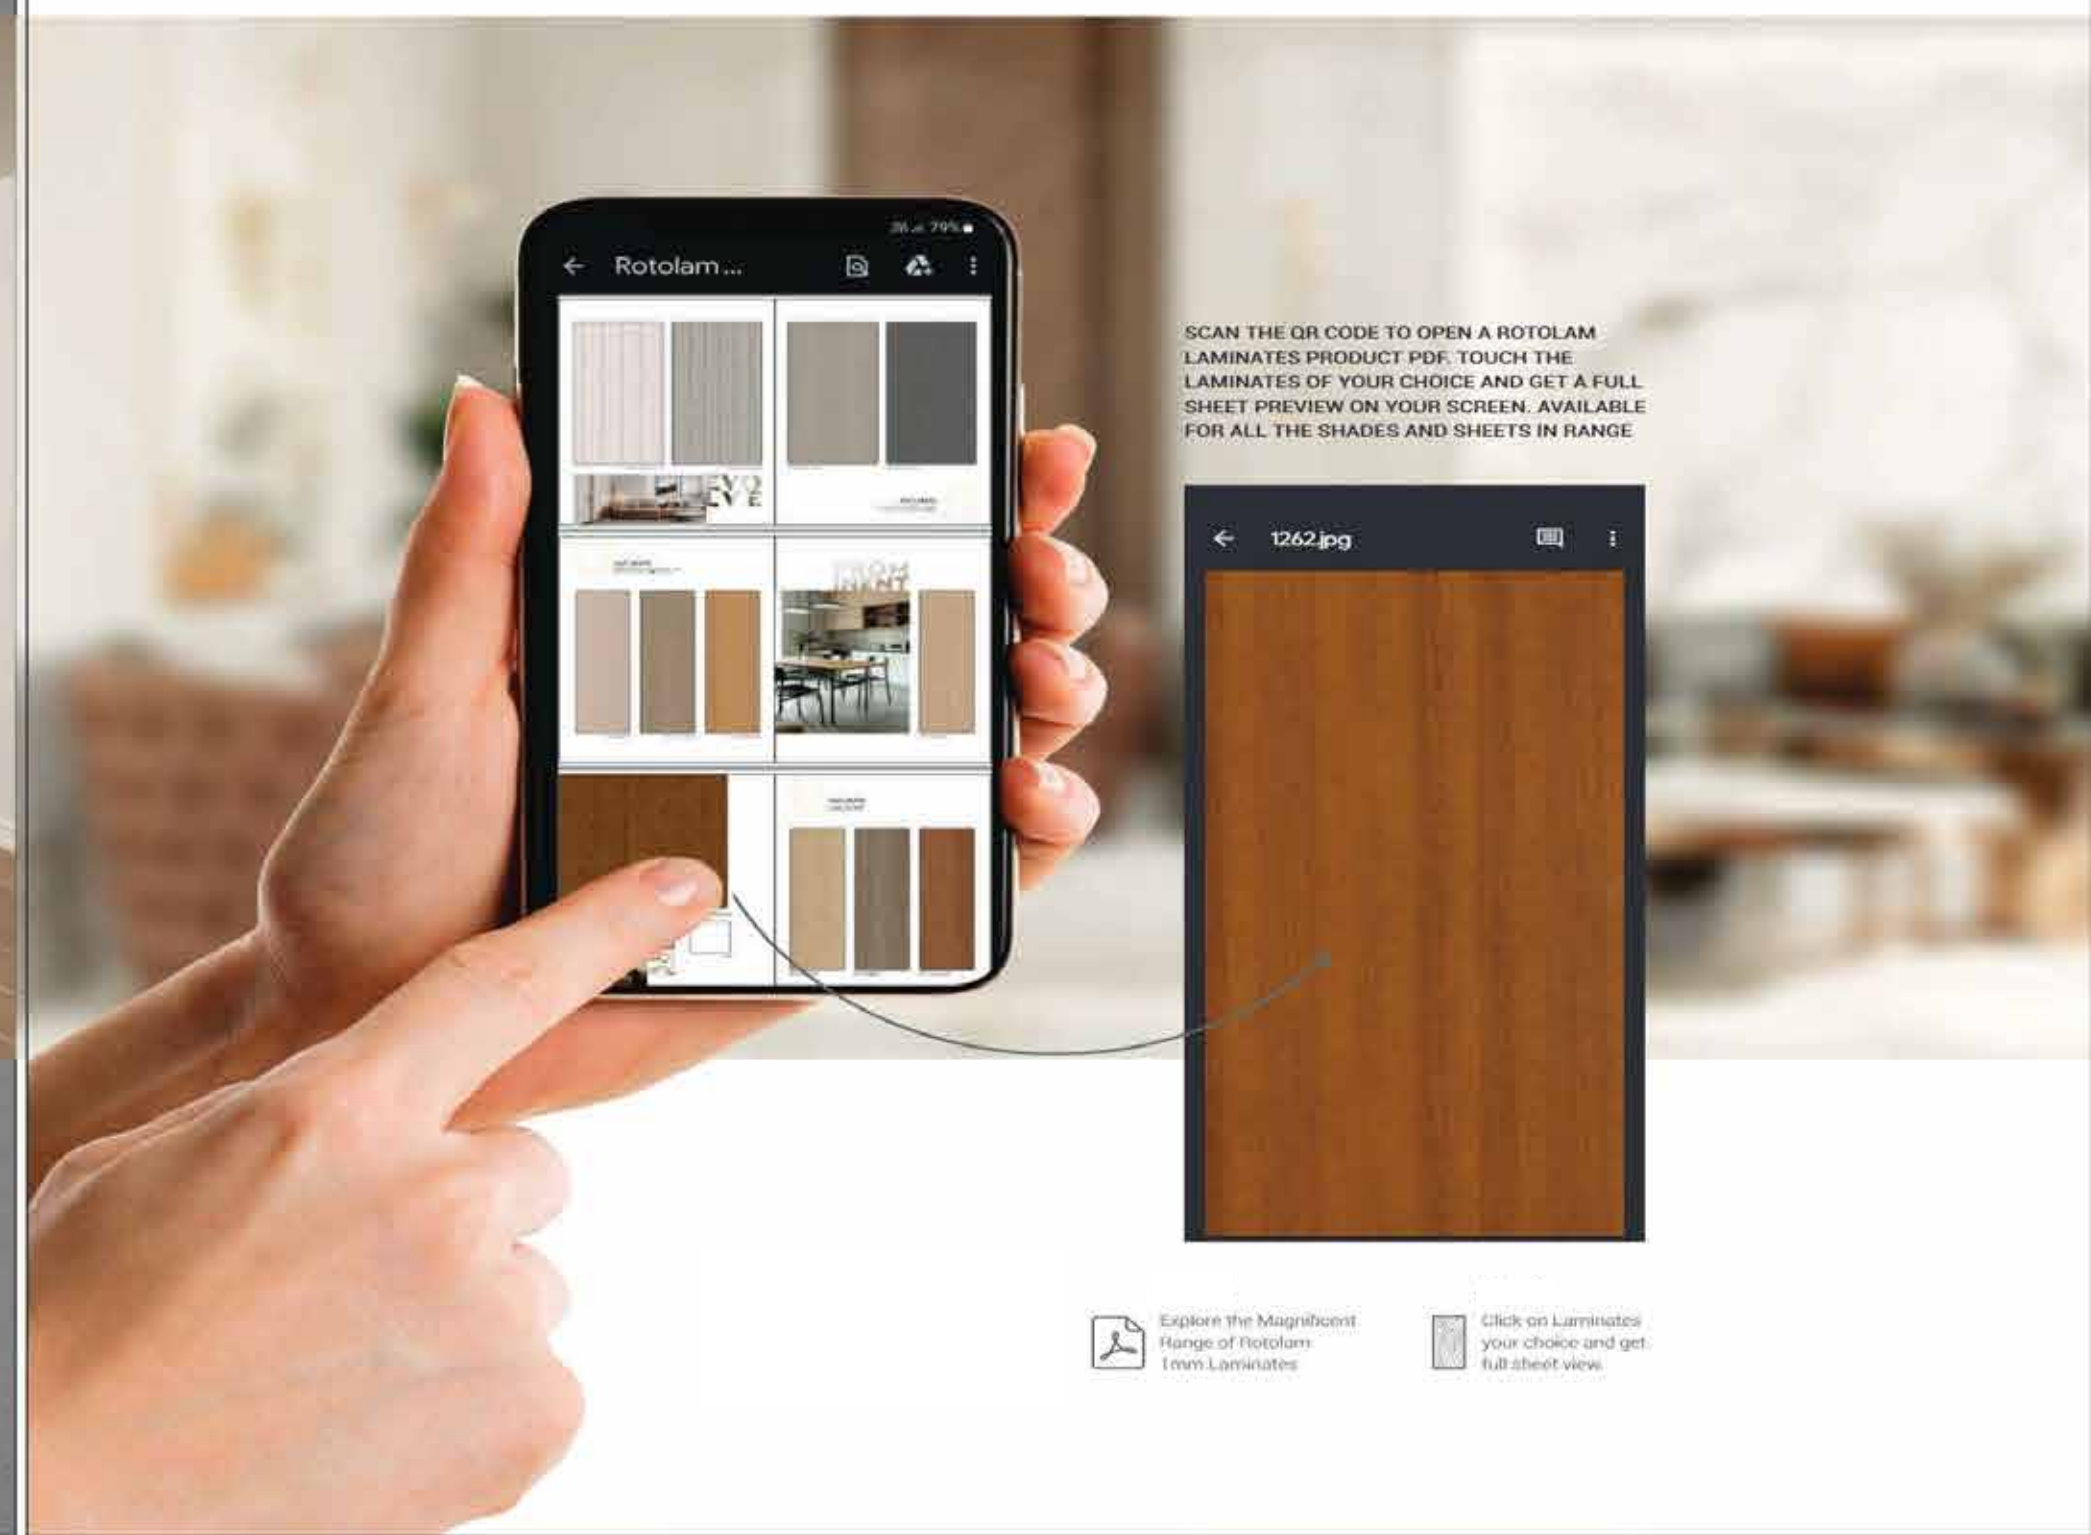 79%
Rotolam...
SCAN THE QR CODE TO OPEN A ROTOLAM
LAMINATES PRODUCT PDF. TOUCH THE
LAMINATES OF YOUR CHOICE AND GET A FULL
SHEET PREVIEW ON YOUR SCREEN. AVAILABLE
FOR ALL THE SHADES AND SHEETS IN RANGE
1262.jpg
Explore the Magnificent
Range of Rotolam
1mm Laminates
Click on Laminates
your choice and get
full sheet view.